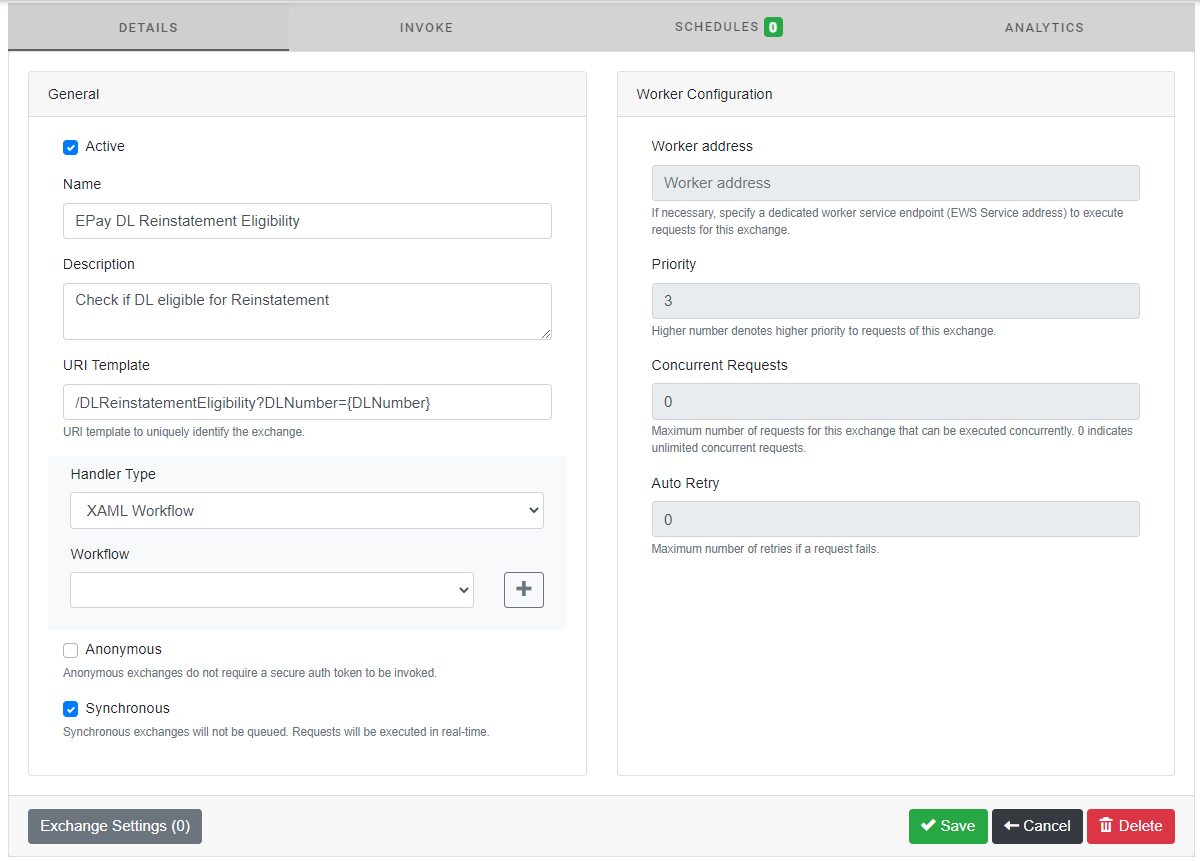 DETAILS
INVOKE
SCHEDULES 0
ANALYTICS
General
Active
Name
EPay DL Reinstatement Eligibility
Description
Check if DL eligible for Reinstatement
URI Template
/DLReinstatementEligibility?DLNumber={DLNumber}
URI template to uniquely identify the exchange.
Handler Type
XAML Workflow
Workflow
Anonymous
Anonymous exchanges do not require a secure auth token to be invoked.
Synchronous
Synchronous exchanges will not be queued. Requests will be executed in real-time.
Worker Configuration
Worker address
Worker address
If necessary, specify a dedicated worker service endpoint (EWS Service address) to execute
requests for this exchange.
Priority
3
Higher number denotes higher priority to requests of this exchange.
Concurrent Requests
0
Maximum number of requests for this exchange that can be executed concurrently. 0 indicates
unlimited concurrent requests.
Auto Retry
0
Maximum number of retries if a request fails.
Exchange Settings (0)
Save
Cancel
Delete